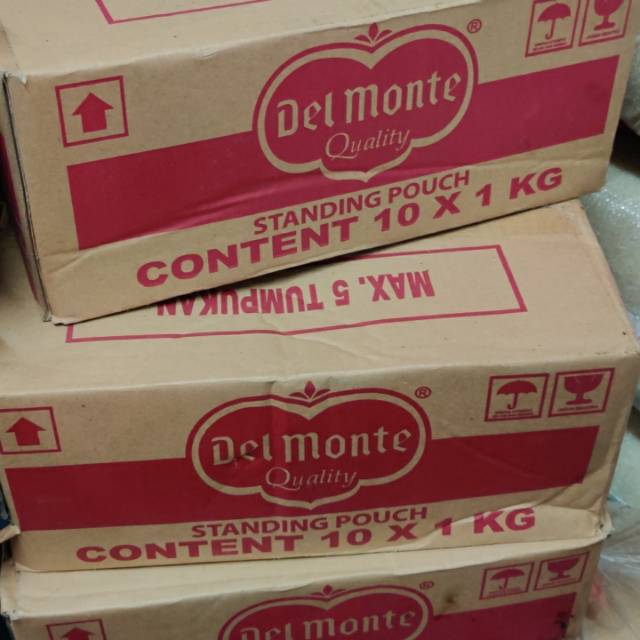 Del Monte ®
Quality
STANDING POUCH
CONTENT 10 X 1 KG
MAX. 5 TUMPUKAN
Del Monte ®
Quality
STANDING POUCH
CONTENT 10 X 1 KG
Del Monte ®